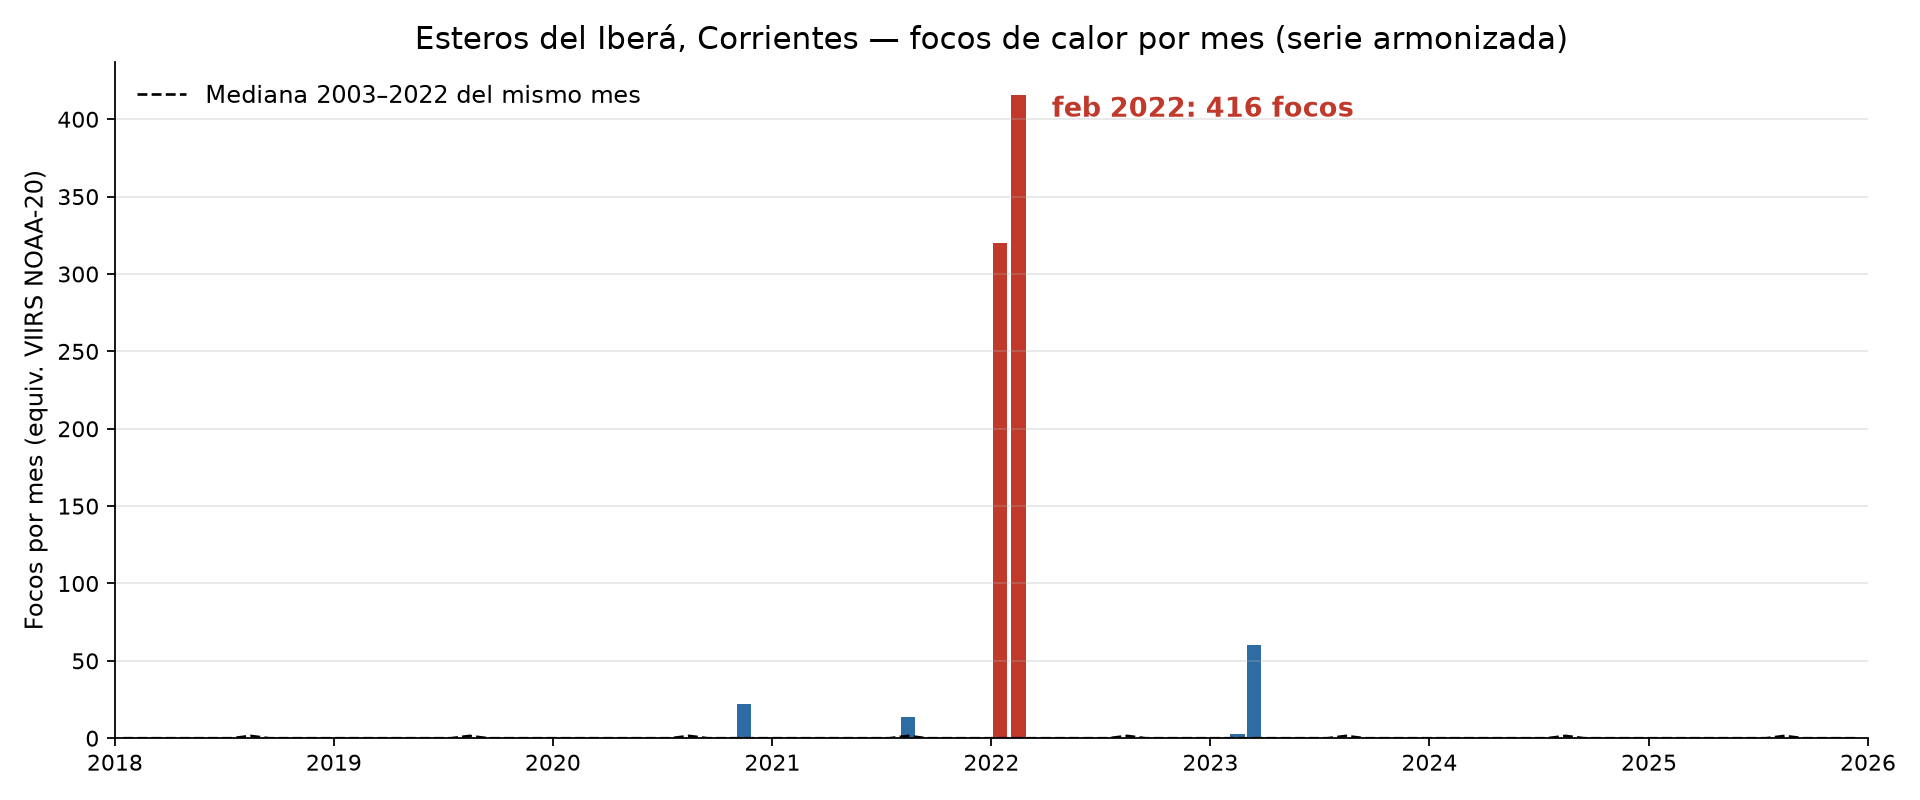 Esteros del Iberá, Corrientes — focos de calor por mes (serie armonizada)
Mediana 2003–2022 del mismo mes
feb 2022: 416 focos
Focos por mes (equiv. VIIRS NOAA-20)
400
350
300
250
200
150
100
50
0
2018 2019 2020 2021 2022 2023 2024 2025 2026